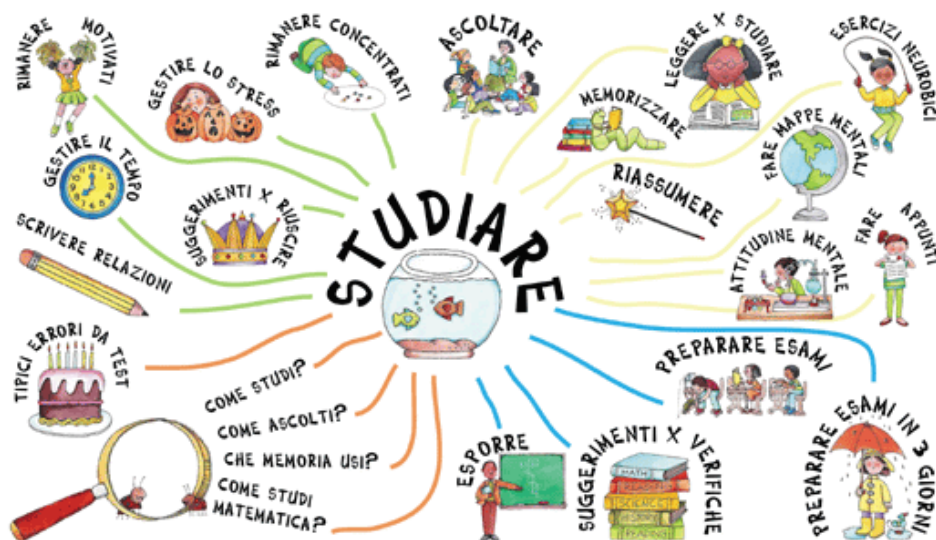 RIMANERE MOTIVATI
GESTIRE LO STRESS
RIMANERE CONCENTRATI
ASCOLTARE
LEGGERE X STUDIARE
ESERCIZI NEUROBICI
MEMORIZZARE
FARE MAPPE MENTALI
GESTIRE IL TEMPO
SUGGERIMENTI X RIUSCIRE
RIASSUMERE
STUDIARE
SCRIVERE RELAZIONI
ATTITUDINE MENTALE
FARE APPUNTI
TIPICI ERRORI DA TEST
COME STUDI?
COME ASCOLTI?
CHE MEMORIA USI?
COME STUDI
MATEMATICA?
ESPORRE
SUGGERIMENTI X VERIFICHE
MATH
SCIENCE
READING
PREPARARE ESAMI
PREPARARE ESAMI IN 3 GIORNI